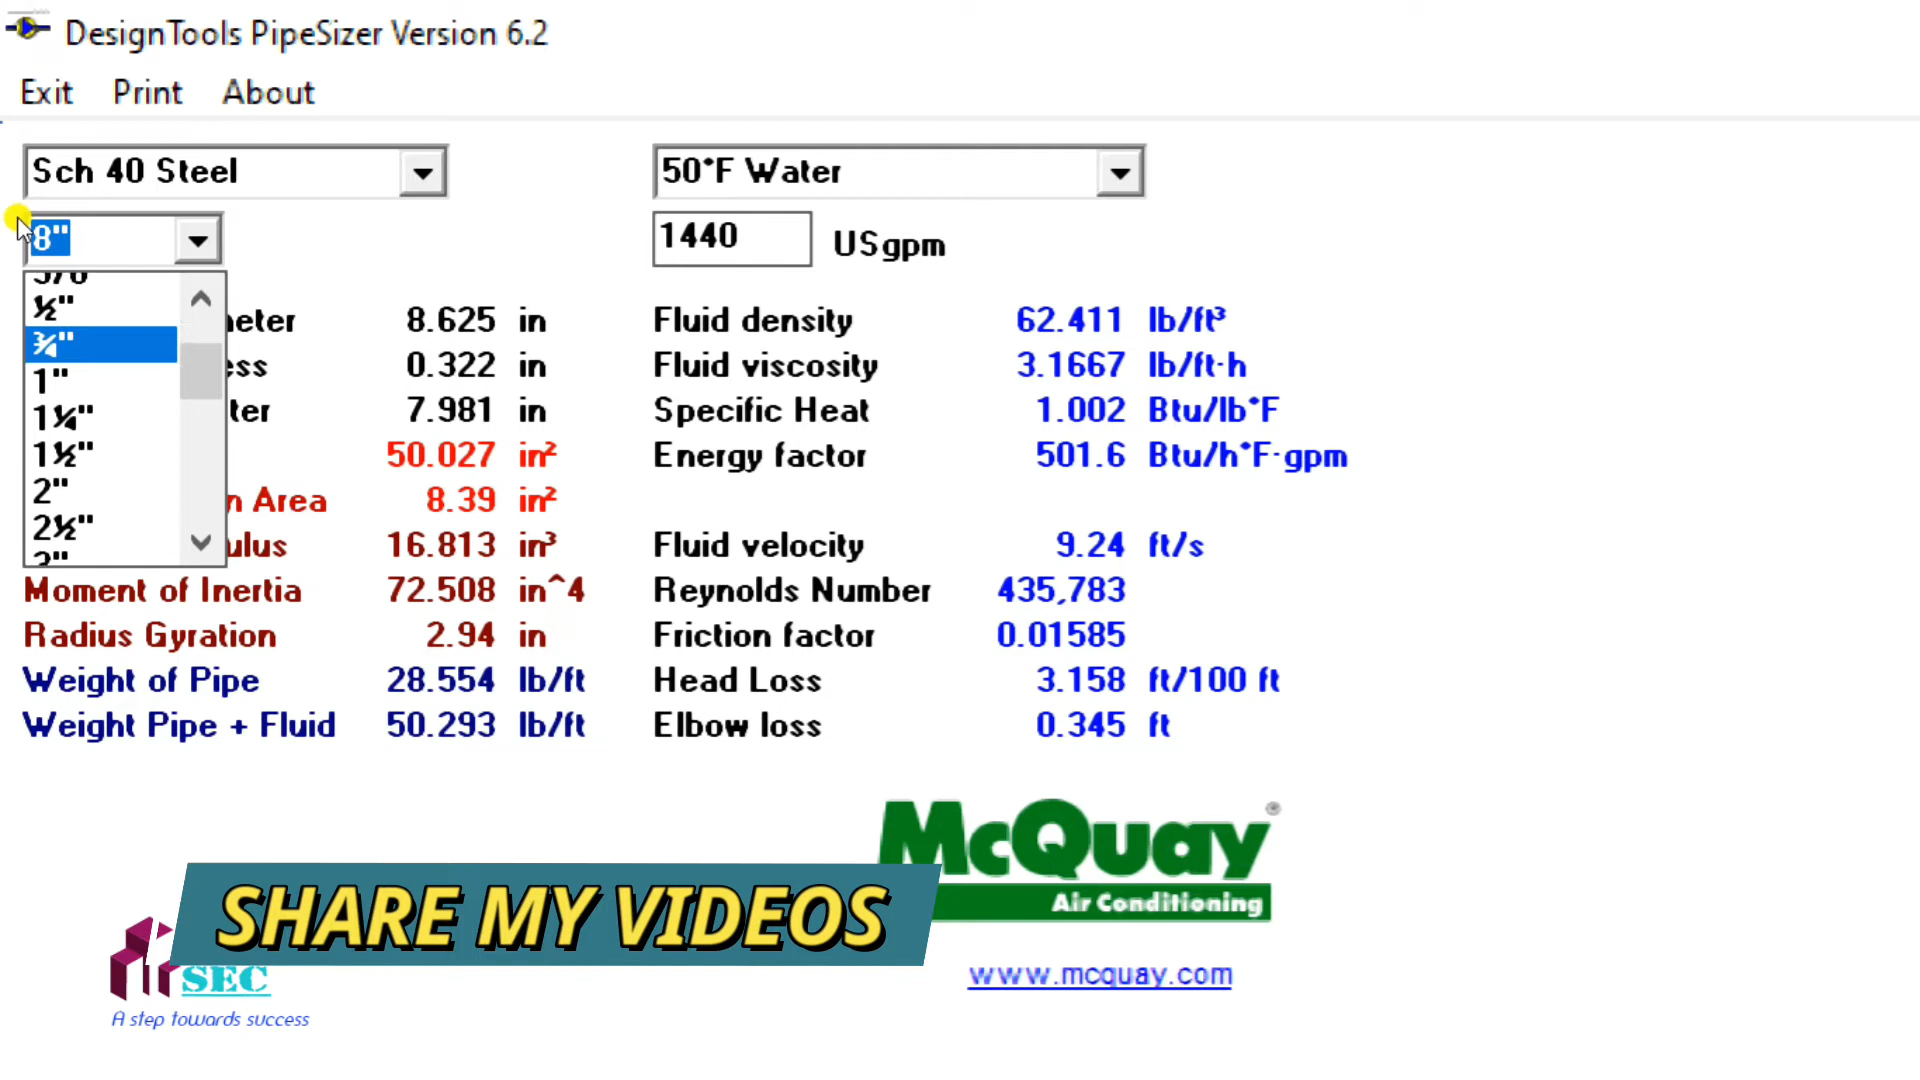 DesignTools PipeSizer Version 6.2
Exit Print About
Sch 40 Steel
50°F Water
8"
1440 USgpm
½"
¾"
1"
1¼"
1½"
2"
2½"
3"
8.625 in
0.322 in
7.981 in
50.027 in²
Area 8.39 in²
16.813 in³
Moment of Inertia 72.508 in^4
Radius Gyration 2.94 in
Weight of Pipe 28.554 lb/ft
Weight Pipe + Fluid 50.293 lb/ft
Fluid density 62.411 lb/ft³
Fluid viscosity 3.1667 lb/ft·h
Specific Heat 1.002 Btu/lb°F
Energy factor 501.6 Btu/h°F·gpm
Fluid velocity 9.24 ft/s
Reynolds Number 435,783
Friction factor 0.01585
Head Loss 3.158 ft/100 ft
Elbow loss 0.345 ft
McQuay
Air Conditioning
www.mcquay.com
SHARE MY VIDEOS
SEC
A step towards success